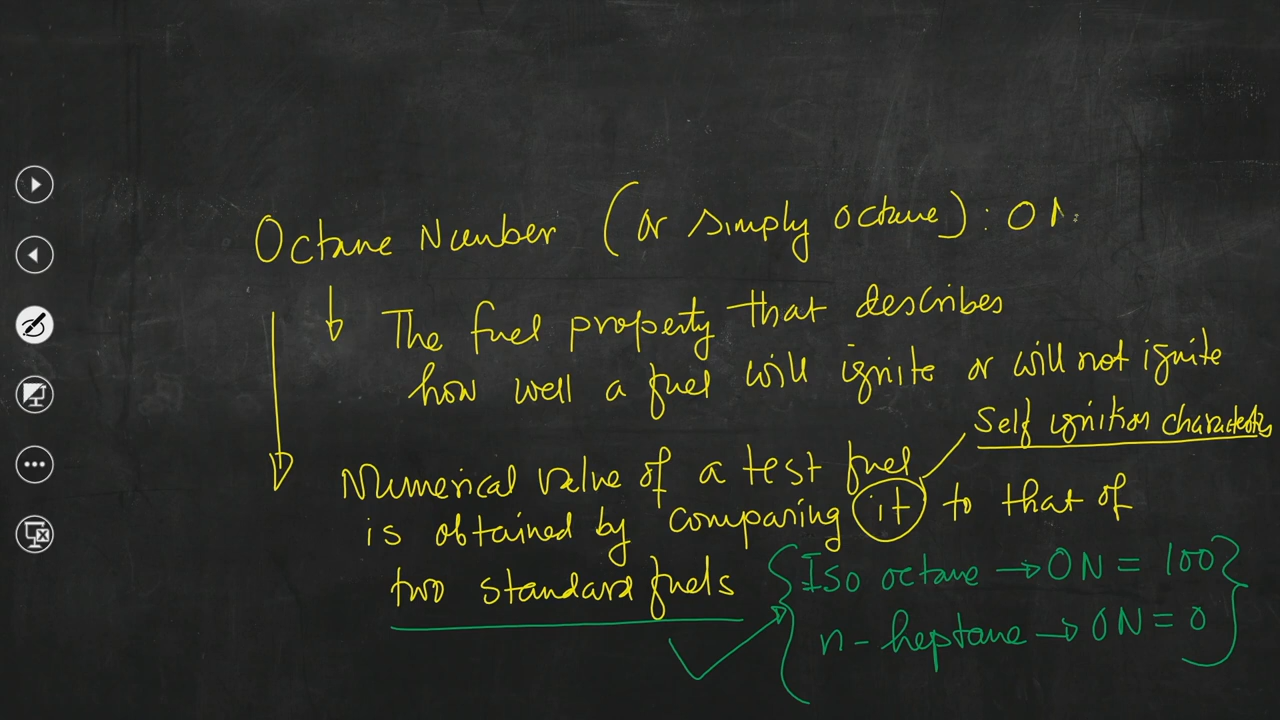 Octane Number (or simply octane): ON
The fuel property that describes
how well a fuel will ignite or will not ignite
Self ignition characteristics
Numerical value of a test fuel
is obtained by comparing it to that of
two standard fuels
Iso octane → ON = 100
n-heptane → ON = 0